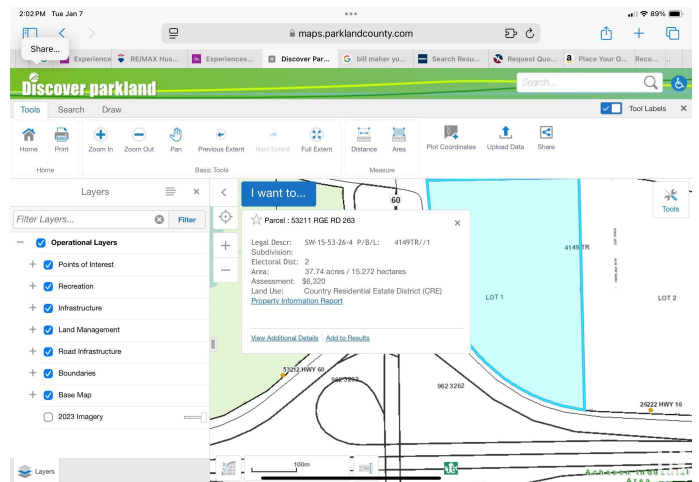 2:02 PM Tue Jan 7
89%
maps.parklandcounty.com
Share...
Experience
RE/MAX Hus...
Experiences...
Discover Par...
bill maher yo...
Search Resu...
Request Quo...
Place Your O...
Reco...
Discover parkland
Search...
Tools Search Draw
Tool Labels
Home
Print
Zoom In
Zoom Out
Pan
Previous Extent
Next Extent
Full Extent
Distance
Area
Plot Coordinates
Upload Data
Share
Home
Basic Tools
Measure
Layers
Filter Layers...
Filter
Operational Layers
Points of Interest
Recreation
Infrastructure
Land Management
Road Infrastructure
Boundaries
Base Map
2023 Imagery
Layers
I want to...
60
Tools
Parcel : 53211 RGE RD 263
Legal Descr: SW-15-53-26-4 P/B/L: 4149TR//1
Subdivision:
Electoral Dist: 2
Area: 37.74 acres / 15.272 hectares
Assessment: $6,320
Land Use: Country Residential Estate District (CRE)
Property Information Report
View Additional Details
Add to Results
4149 TR
LOT 1
LOT 2
53212 HWY 60
962 3262
962 3262
26222 HWY 16
100m
16
Acheson Industrial
Area